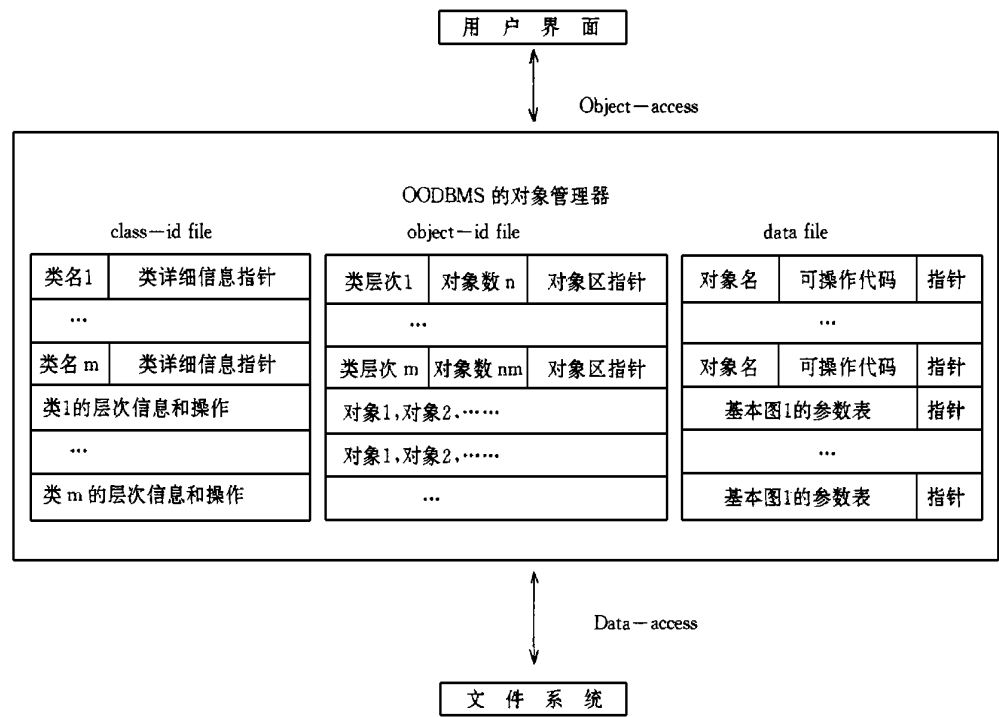 用户界面
Object-access
OODBMS 的对象管理器
class-id file
object-id file
data file
类名1 类详细信息指针
…
类名 m 类详细信息指针
类1的层次信息和操作
…
类 m 的层次信息和操作
类层次1 对象数 n 对象区指针
…
类层次 m 对象数 nm 对象区指针
对象1,对象2、……
对象1,对象2,……
…
对象名 可操作代码 指针
…
对象名 可操作代码 指针
基本图1的参数表 指针
…
基本图1的参数表 指针
Data-access
文件系统